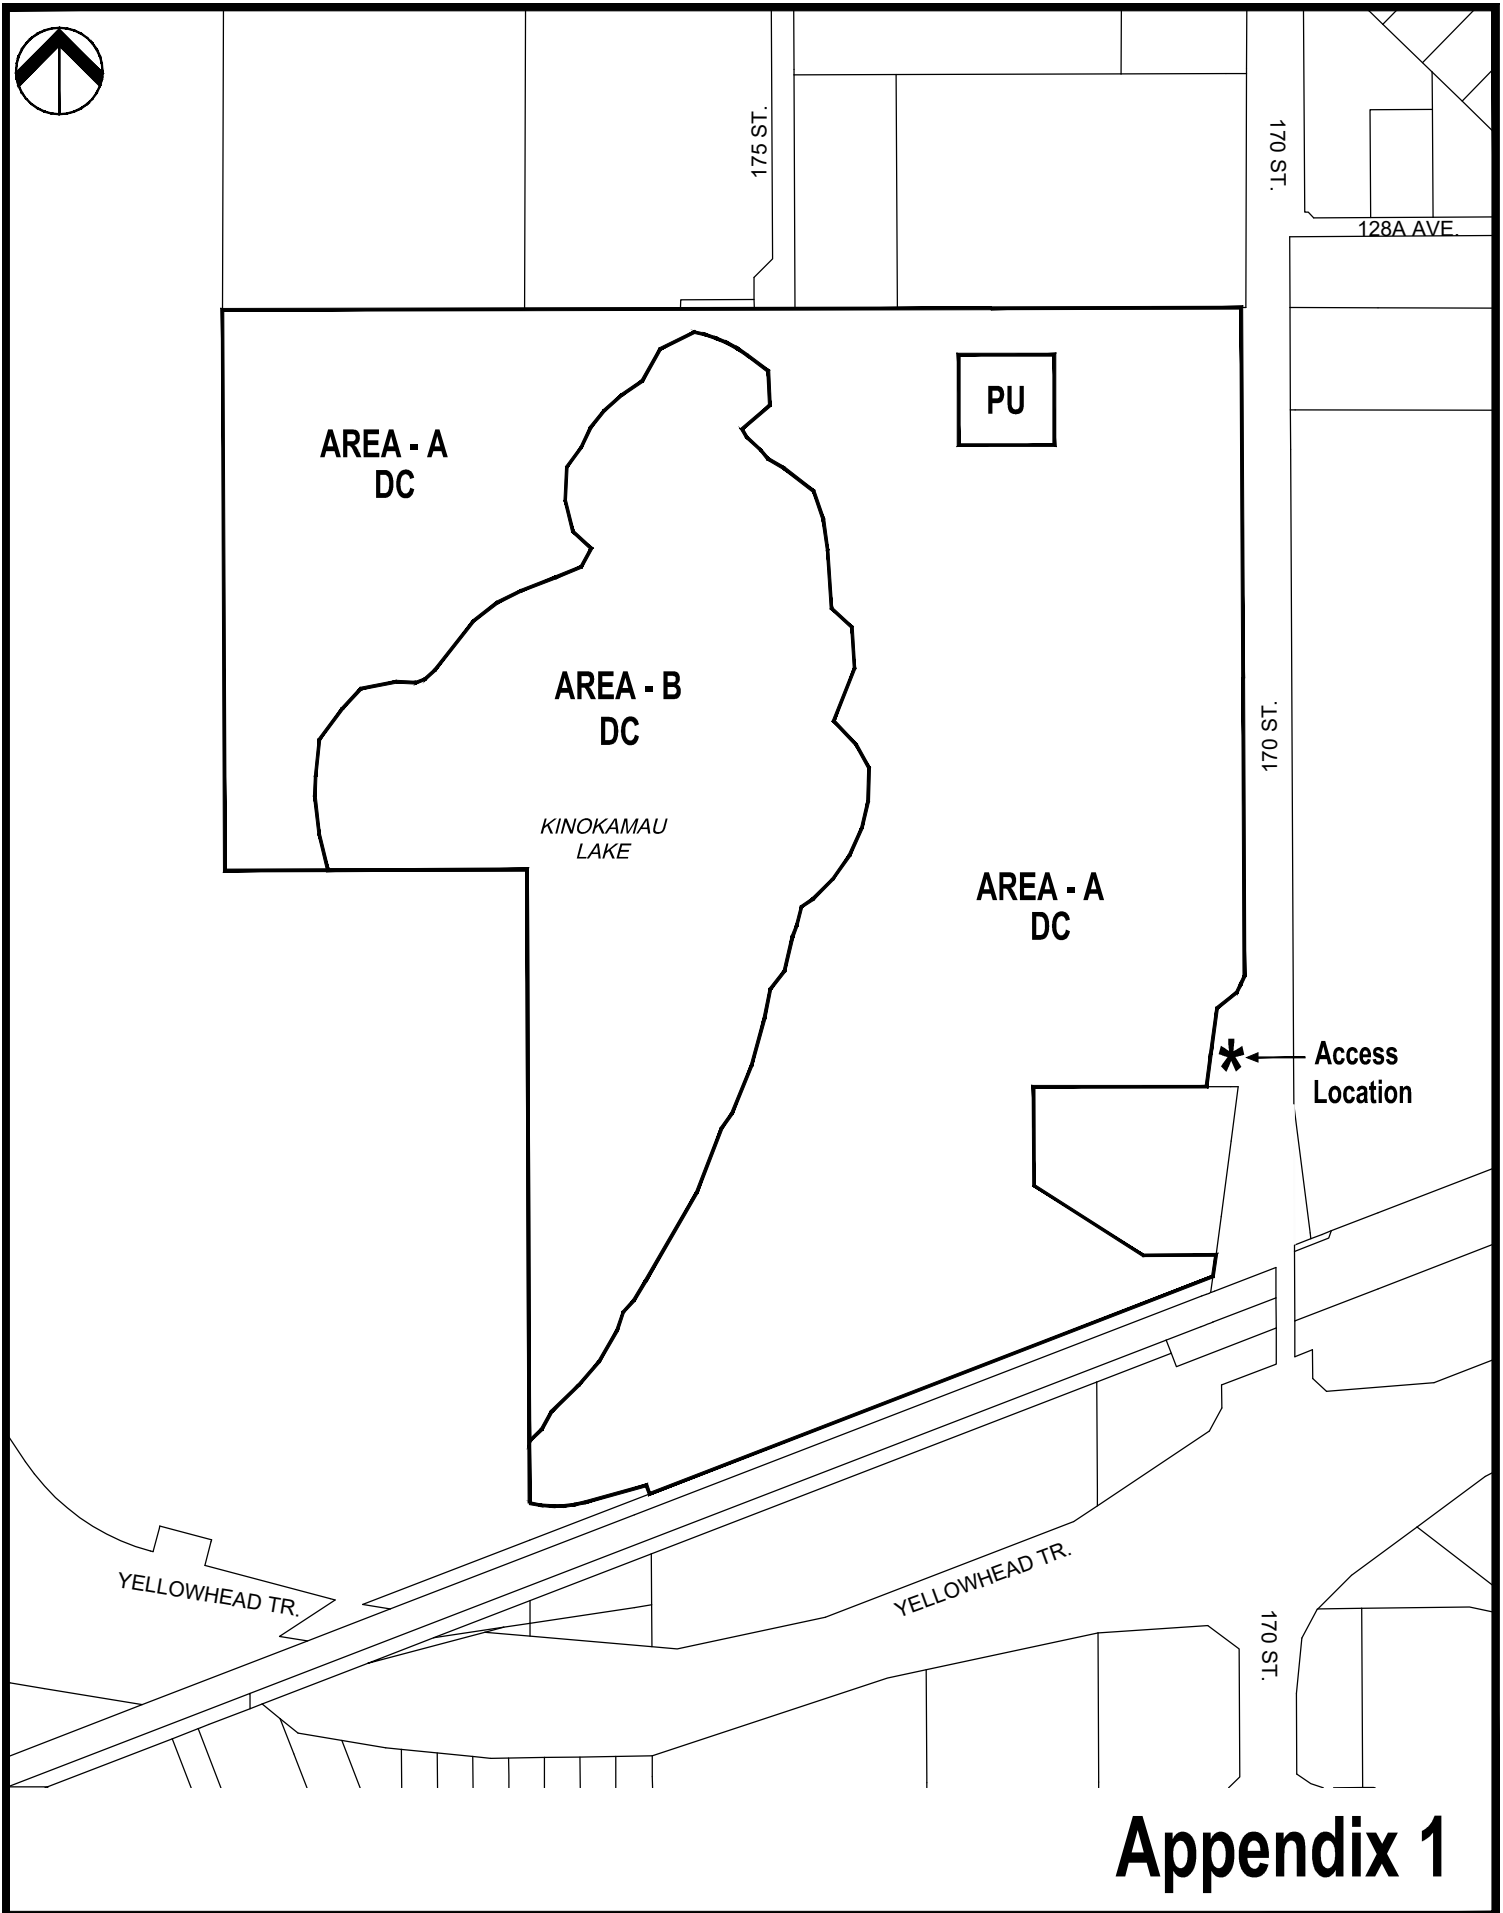 175 ST.
170 ST.
128A AVE.
PU
AREA - A
DC
AREA - B
DC
170 ST.
KINOKAMAU
LAKE
AREA - A
DC
*
Access
Location
YELLOWHEAD TR.
YELLOWHEAD TR.
170 ST.
Appendix 1